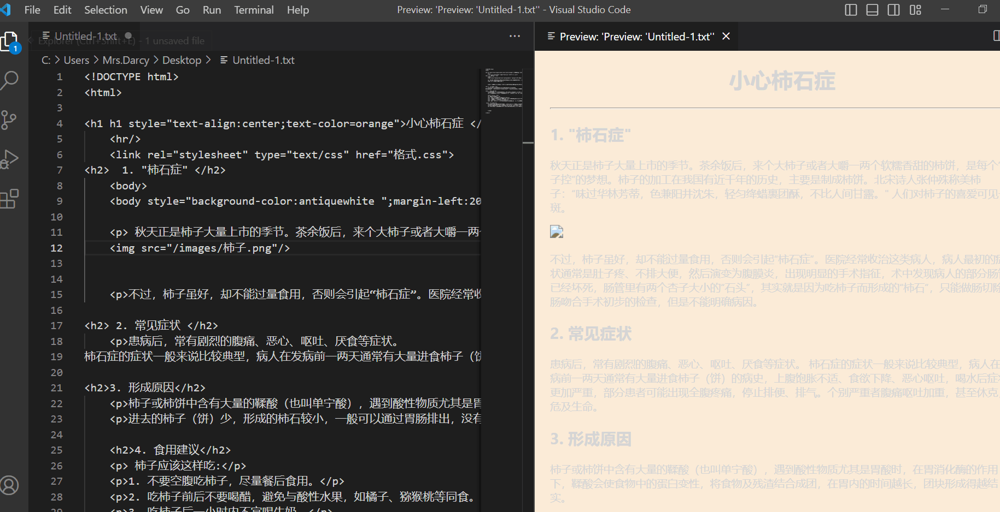 File Edit Selection View Go Run Terminal Help
Preview: 'Preview: 'Untitled-1.txt'' - Visual Studio Code
Untitled-1.txt
Explorer (Ctrl+Shift+E) - 1 unsaved file
1
C: > Users > Mrs.Darcy > Desktop > Untitled-1.txt
1 <!DOCTYPE html>
2 <html>
3
4 <h1 h1 style="text-align:center;text-color=orange">小心柿石症 </
5 <hr/>
6 <link rel="stylesheet" type="text/css" href="格式.css">
7 <h2>  1. "柿石症" </h2>
8 <body>
9 <body style="background-color:antiquewhite ";margin-left:20
10
11 <p> 秋天正是柿子大量上市的季节。茶余饭后，来个大柿子或者大嚼一两
12 <img src="/images/柿子.png"/>
13
14
15 <p>不过，柿子虽好，却不能过量食用，否则会引起“柿石症”。医院经常收
16
17 <h2> 2. 常见症状 </h2>
18 <p>患病后，常有剧烈的腹痛、恶心、呕吐、厌食等症状。
19 柿石症的症状一般来说比较典型，病人在发病前一两天通常有大量进食柿子（饼
20
21 <h2>3. 形成原因</h2>
22 <p>柿子或柿饼中含有大量的鞣酸（也叫单宁酸），遇到酸性物质尤其是胃
23 <p>进去的柿子（饼）少，形成的柿石较小，一般可以通过胃肠排出，没有
24
25 <h2>4. 食用建议</h2>
26 <p> 柿子应该这样吃:</p>
27 <p>1. 不要空腹吃柿子，尽量餐后食用。</p>
28 <p>2. 吃柿子前后不要喝醋，避免与酸性水果，如橘子、猕猴桃等同食。
29 <p>3. 吃柿子后一小时内不宜喝牛奶。</p>
Preview: 'Preview: 'Untitled-1.txt''
小心柿石症
1. "柿石症"
秋天正是柿子大量上市的季节。茶余饭后，来个大柿子或者大嚼一两个软糯香甜的柿饼，是每个“
子控”的梦想。柿子的加工在我国有近千年的历史，主要是制成柿饼。北宋诗人张仲殊称美柿
子：“味过华林芳蒂，色兼阳井沈朱，轻匀绛蜡裹团酥，不比人间甘露。” 人们对柿子的喜爱可见一
斑。
不过，柿子虽好，却不能过量食用，否则会引起“柿石症”。医院经常收治这类病人，病人最初的症
状通常是肚子疼、不排大便，然后演变为腹膜炎，出现明显的手术指征，术中发现病人的部分肠管
已经坏死，肠管里有两个杏子大小的“石头”，其实就是因为吃柿子而形成的“柿石”，只能做肠切除
肠吻合手术初步的检查，但是不能明确病因。
2. 常见症状
患病后，常有剧烈的腹痛、恶心、呕吐、厌食等症状。 柿石症的症状一般来说比较典型，病人在
病前一两天通常有大量进食柿子（饼）的病史，上腹饱胀不适、食欲下降、恶心呕吐，喝水后症状
更加严重，部分患者可能出现全腹疼痛，停止排便、排气。个别严重者腹痛呕吐加重，甚至休克，
危及生命。
3. 形成原因
柿子或柿饼中含有大量的鞣酸（也叫单宁酸），遇到酸性物质尤其是胃酸时，在胃消化酶的作用
下，鞣酸会使食物中的蛋白变性，将食物及残渣结合成团，在胃内的时间越长，团块形成得越结
实。